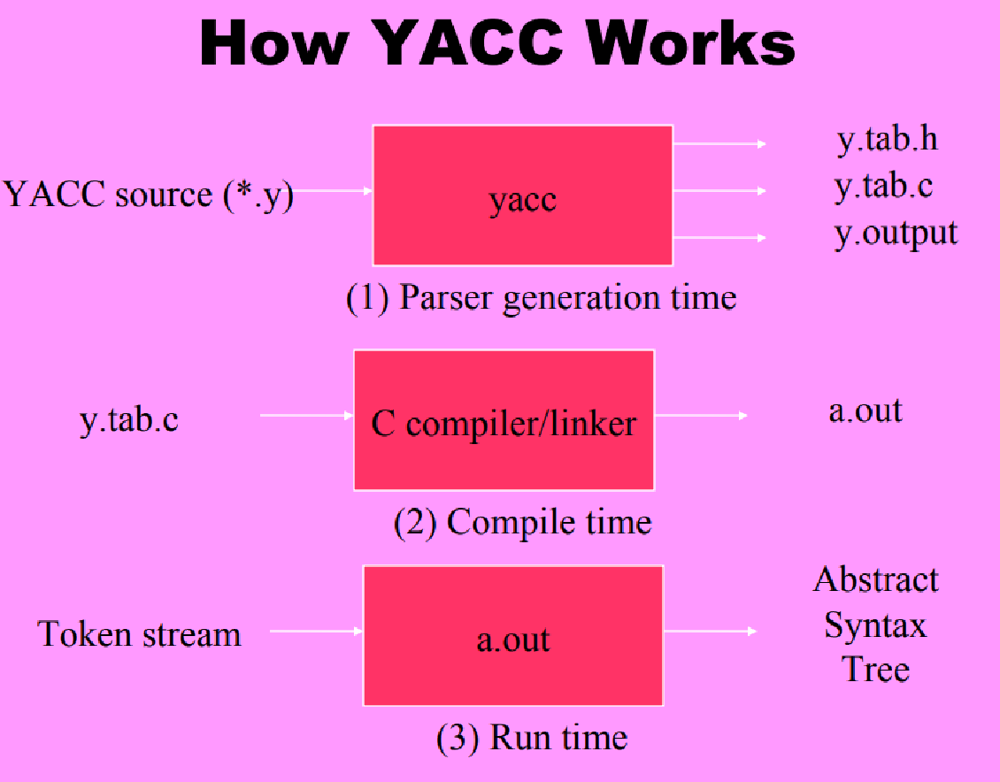 How YACC Works
YACC source (*.y)
yacc
y.tab.h
y.tab.c
y.output
(1) Parser generation time
y.tab.c
C compiler/linker
a.out
(2) Compile time
Token stream
a.out
Abstract
Syntax
Tree
(3) Run time